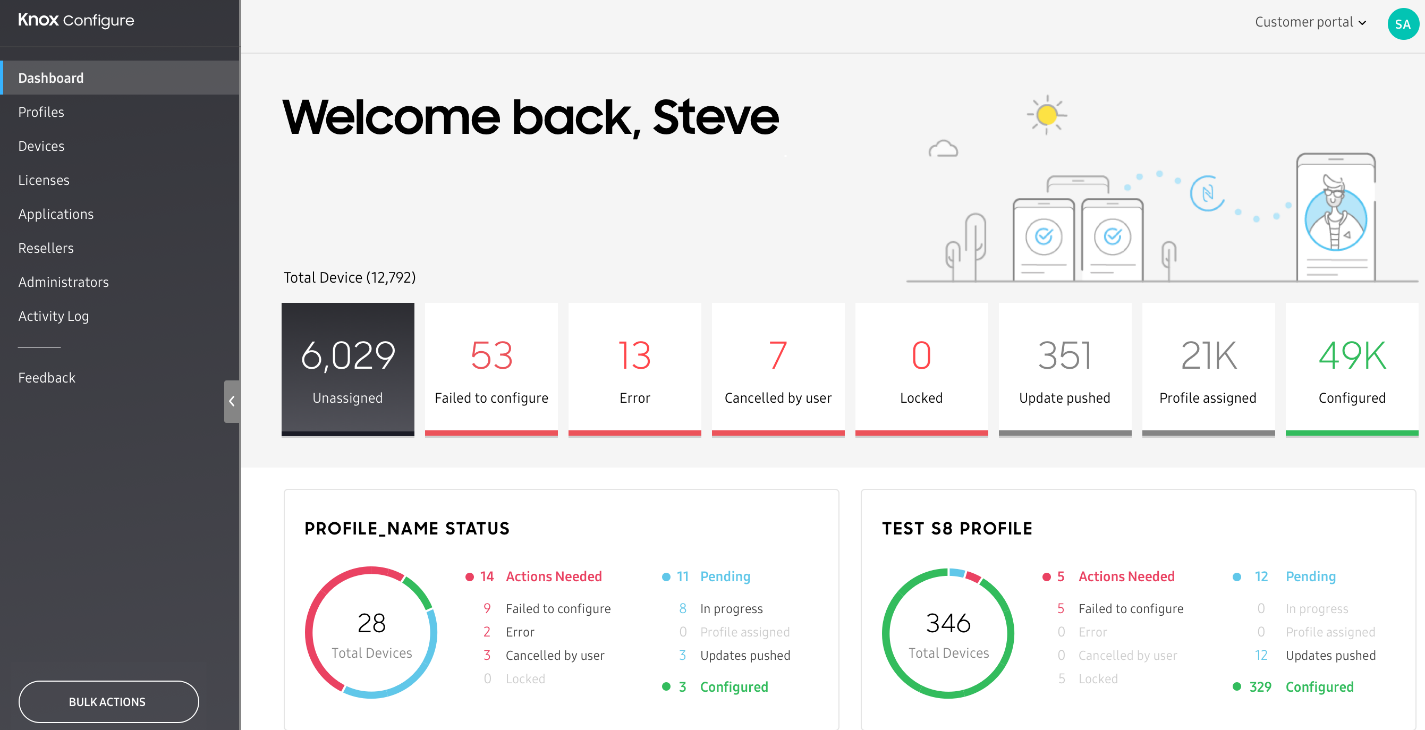 Knox Configure
Customer portal
SA
Dashboard
Profiles
Devices
Licenses
Applications
Resellers
Administrators
Activity Log
Feedback
BULK ACTIONS
Welcome back, Steve
Total Device (12,792)
6,029
Unassigned
53
Failed to configure
13
Error
7
Cancelled by user
0
Locked
351
Update pushed
21K
Profile assigned
49K
Configured
PROFILE_NAME STATUS
28
Total Devices
14 Actions Needed
9 Failed to configure
2 Error
3 Cancelled by user
0 Locked
11 Pending
8 In progress
0 Profile assigned
3 Updates pushed
3 Configured
TEST S8 PROFILE
346
Total Devices
5 Actions Needed
5 Failed to configure
0 Error
0 Cancelled by user
5 Locked
12 Pending
0 In progress
0 Profile assigned
12 Updates pushed
329 Configured